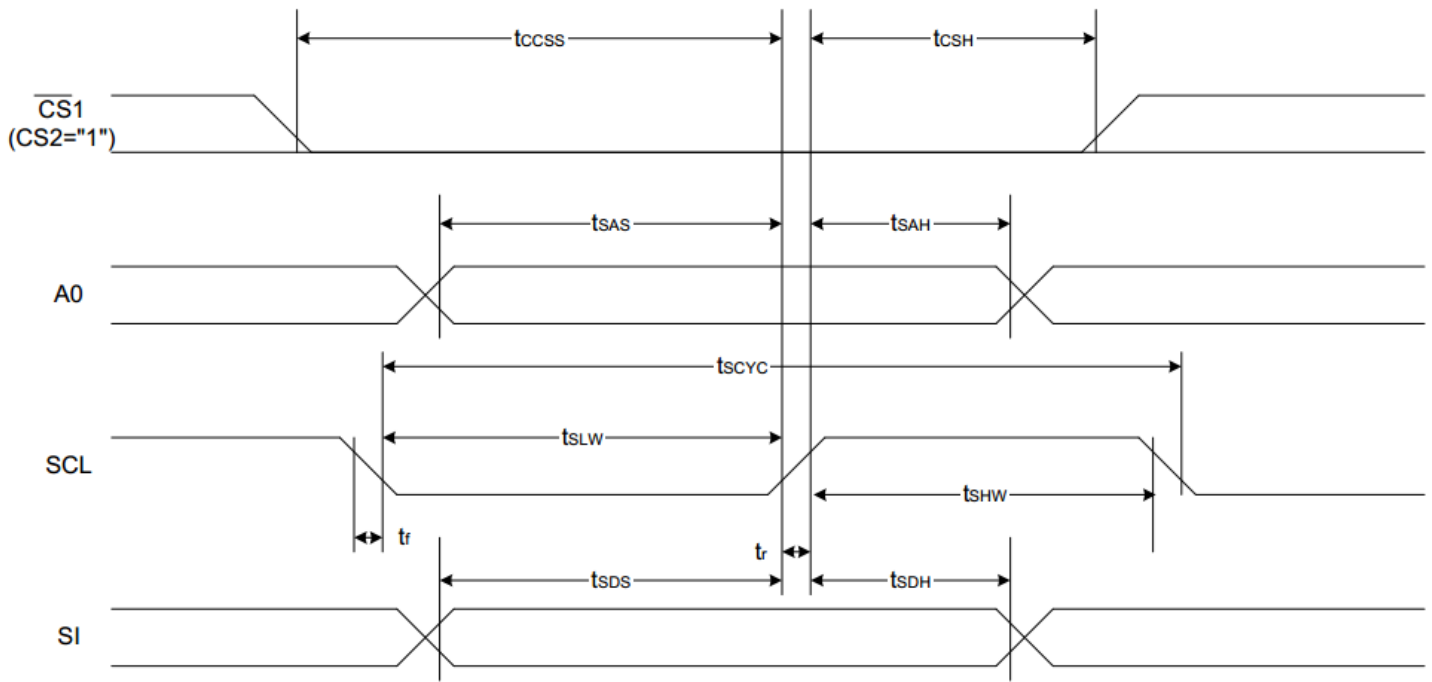 tCCSS
tCSH
CS1
(CS2="1")
tSAS
tSAH
A0
tSCYC
tSLW
SCL
tSHW
tf
tr
tSDS
tSDH
SI